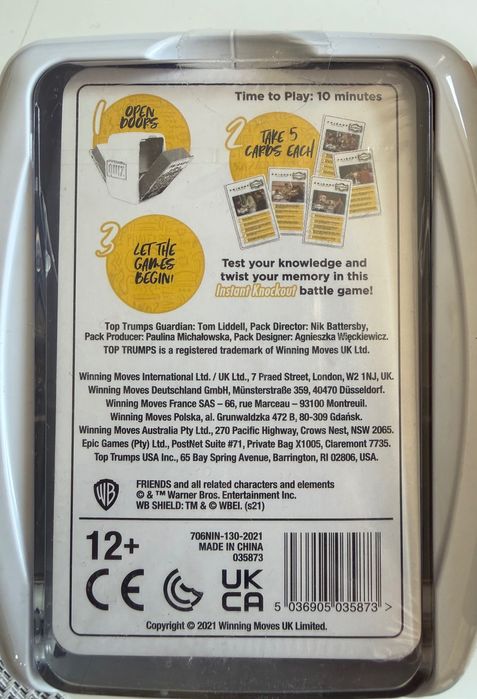 Time to Play: 10 minutes
1
OPEN
DOORS
2
TAKE 5
CARDS EACH
3
LET THE
GAMES
BEGIN!
Test your knowledge and
twist your memory in this
Instant Knockout battle game!
Top Trumps Guardian: Tom Liddell, Pack Director: Nik Battersby,
Pack Producer: Paulina Michałowska, Pack Designer: Agnieszka Więckiewicz.
TOP TRUMPS is a registered trademark of Winning Moves UK Ltd.
Winning Moves International Ltd. / UK Ltd., 7 Praed Street, London, W2 1NJ, UK.
Winning Moves Deutschland GmbH, Münsterstraße 359, 40470 Düsseldorf.
Winning Moves France SAS – 66, rue Marceau – 93100 Montreuil.
Winning Moves Polska, al. Grunwaldzka 472 B, 80-309 Gdańsk.
Winning Moves Australia Pty Ltd., 270 Pacific Highway, Crows Nest, NSW 2065.
Epic Games (Pty) Ltd., PostNet Suite #71, Private Bag X1005, Claremont 7735.
Top Trumps USA Inc., 65 Bay Spring Avenue, Barrington, RI 02806, USA.
WB
FRIENDS and all related characters and elements
© & ™ Warner Bros. Entertainment Inc.
WB SHIELD: TM & © WBEI. (s21)
12+
706NIN-130-2021
MADE IN CHINA
035873
CE
UK
CA
5 036905 035873 >
Copyright © 2021 Winning Moves UK Limited.